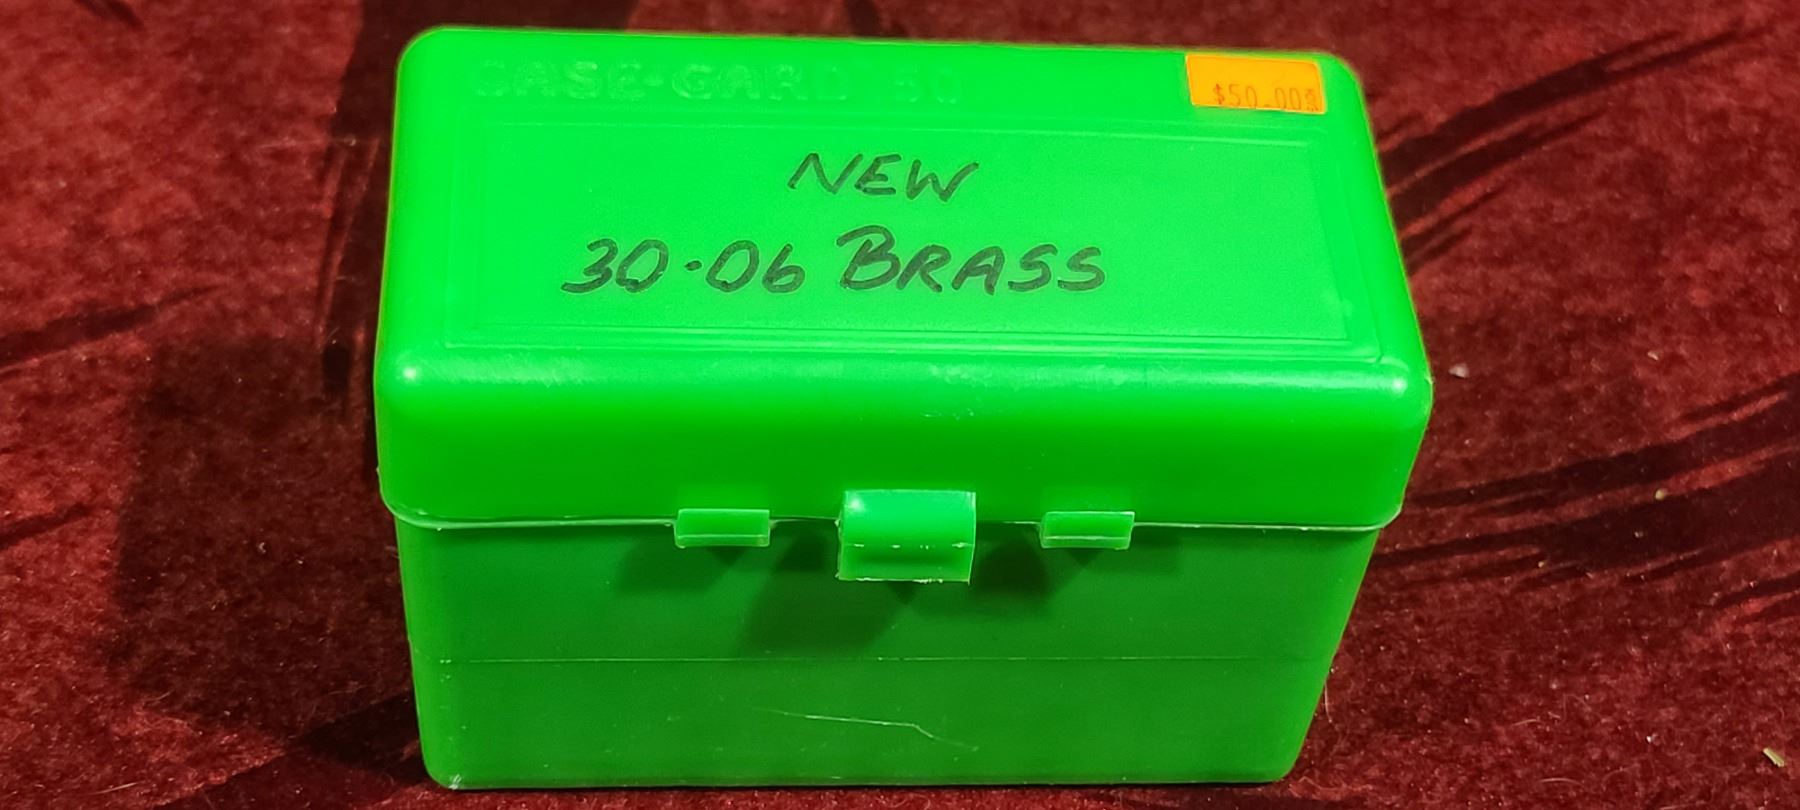 CASE-GARD 50
$50.00
NEW
30-06 BRASS